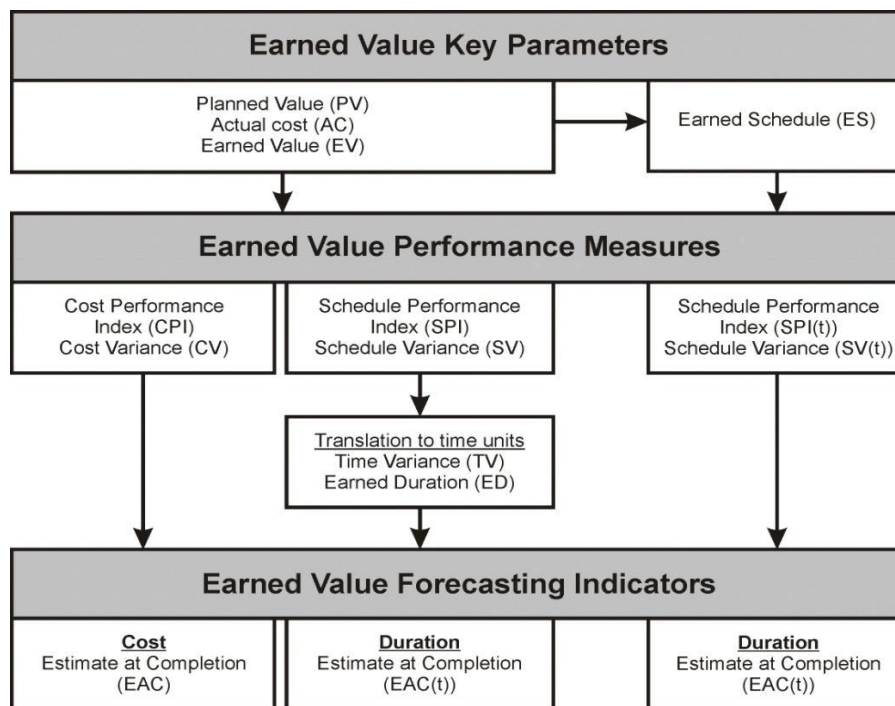 Earned Value Key Parameters
Planned Value (PV)
Actual cost (AC)
Earned Value (EV)
Earned Schedule (ES)
Earned Value Performance Measures
Cost Performance
Index (CPI)
Cost Variance (CV)
Schedule Performance
Index (SPI)
Schedule Variance (SV)
Schedule Performance
Index (SPI(t))
Schedule Variance (SV(t))
Translation to time units
Time Variance (TV)
Earned Duration (ED)
Earned Value Forecasting Indicators
Cost
Estimate at Completion
(EAC)
Duration
Estimate at Completion
(EAC(t))
Duration
Estimate at Completion
(EAC(t))